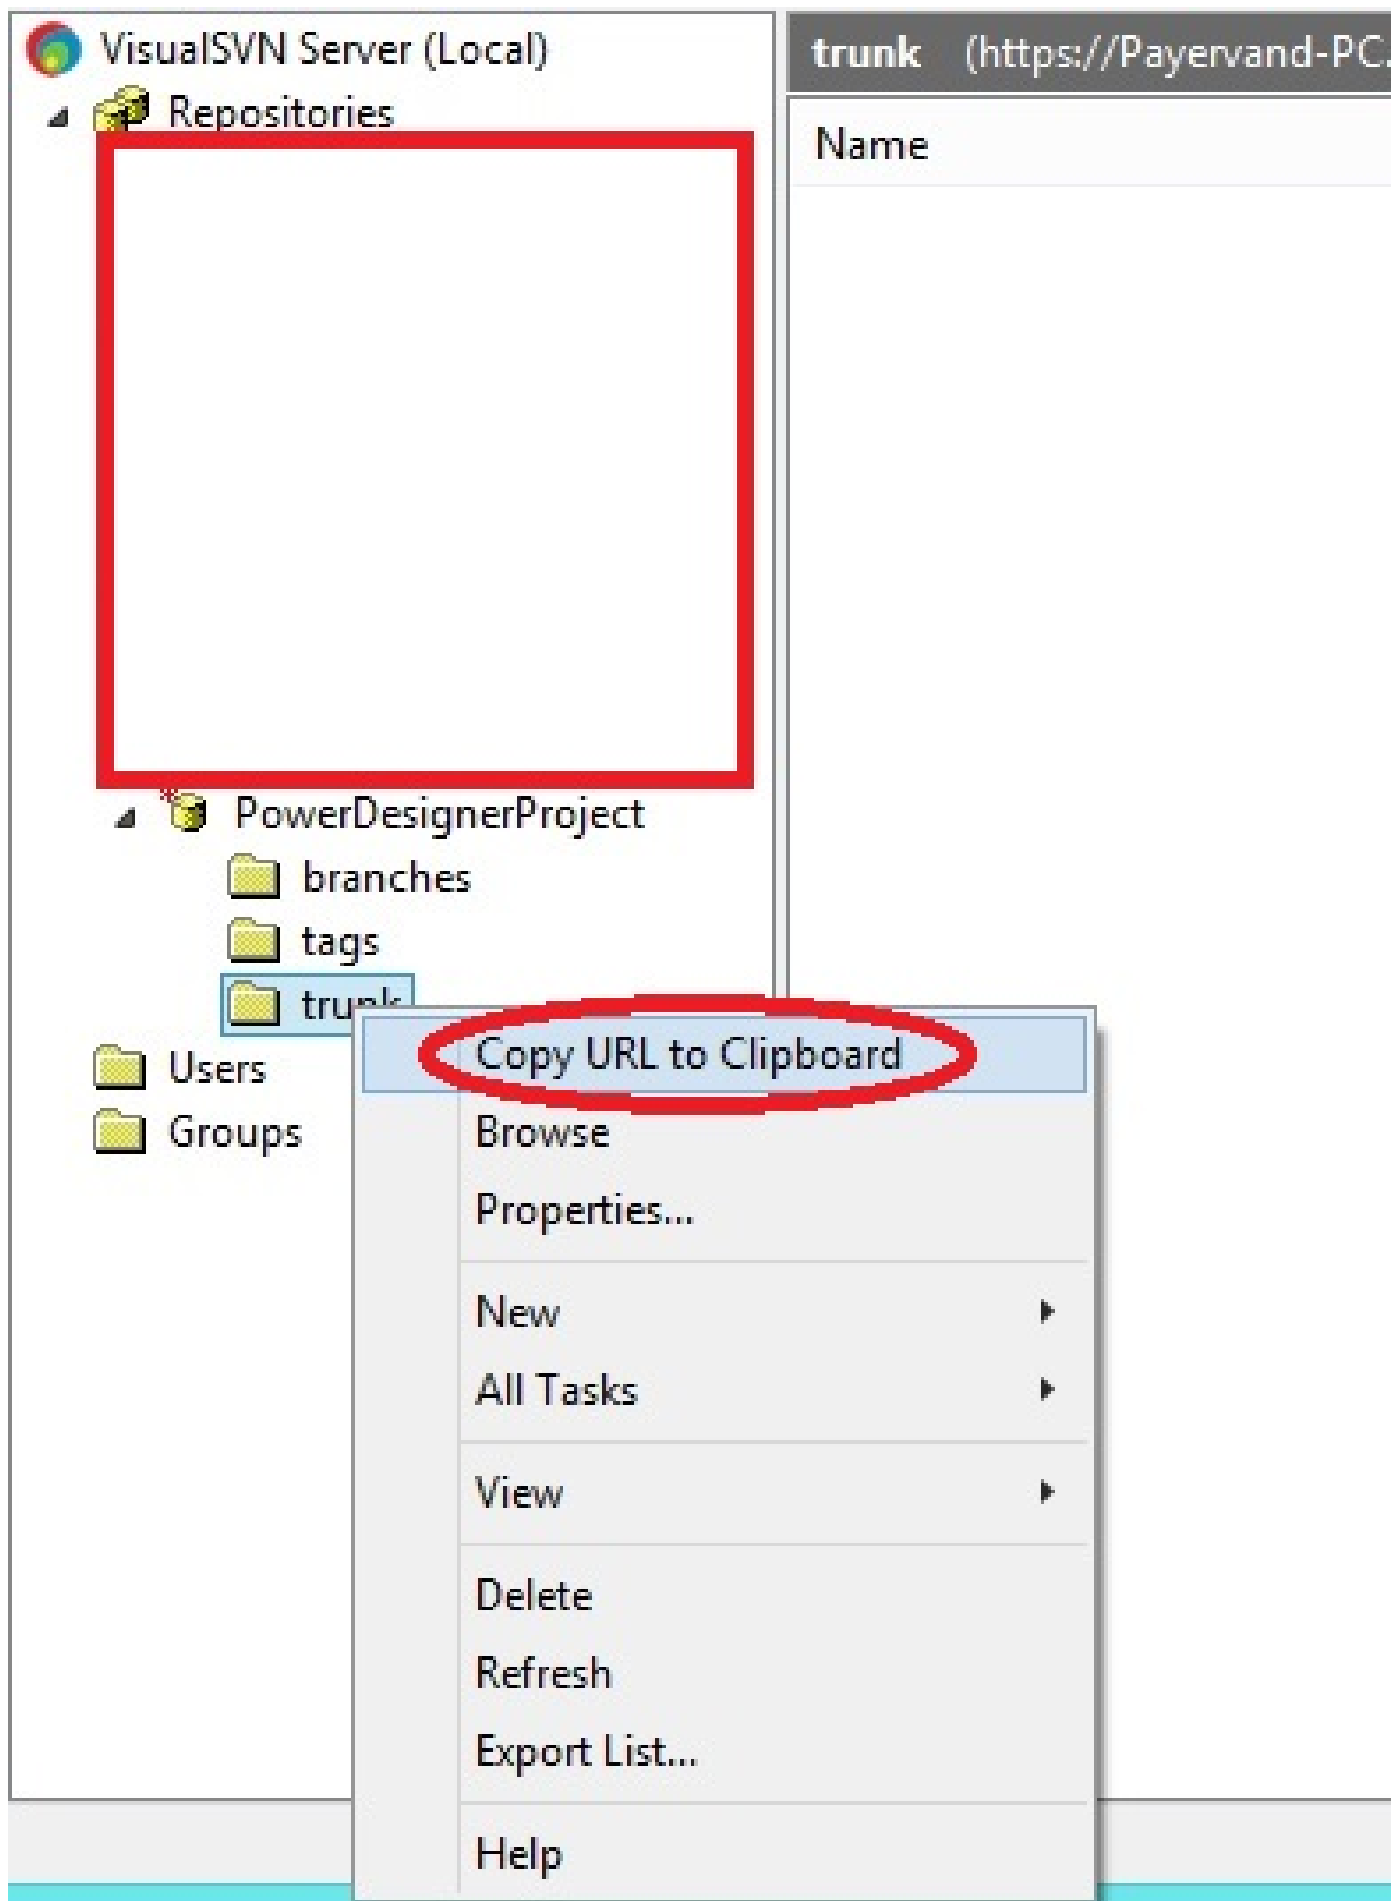 VisualSVN Server (Local)
Repositories
PowerDesignerProject
branches
tags
trunk
Users
Groups
trunk (https://Payervand-PC.
Name
Copy URL to Clipboard
Browse
Properties...
New
All Tasks
View
Delete
Refresh
Export List...
Help